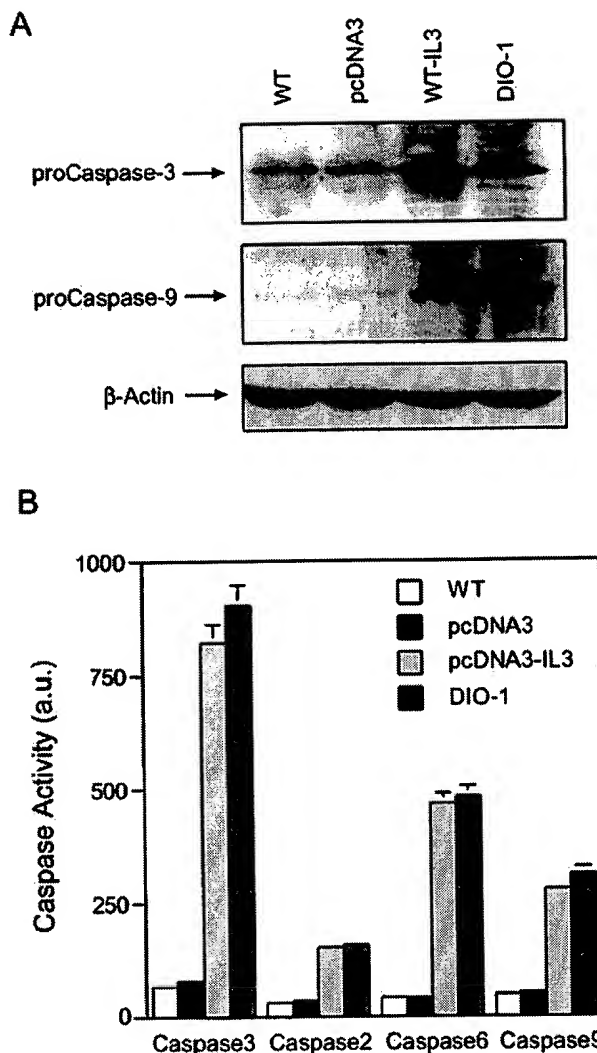 A
WT
pcDNA3
WT-IL3
DIO-1
proCaspase-3
proCaspase-9
β-Actin
B
1000
750
500
250
0
Caspase Activity (a.u.)
WT
pcDNA3
pcDNA3-IL3
DIO-1
Caspase3 Caspase2 Caspase6 Caspase9